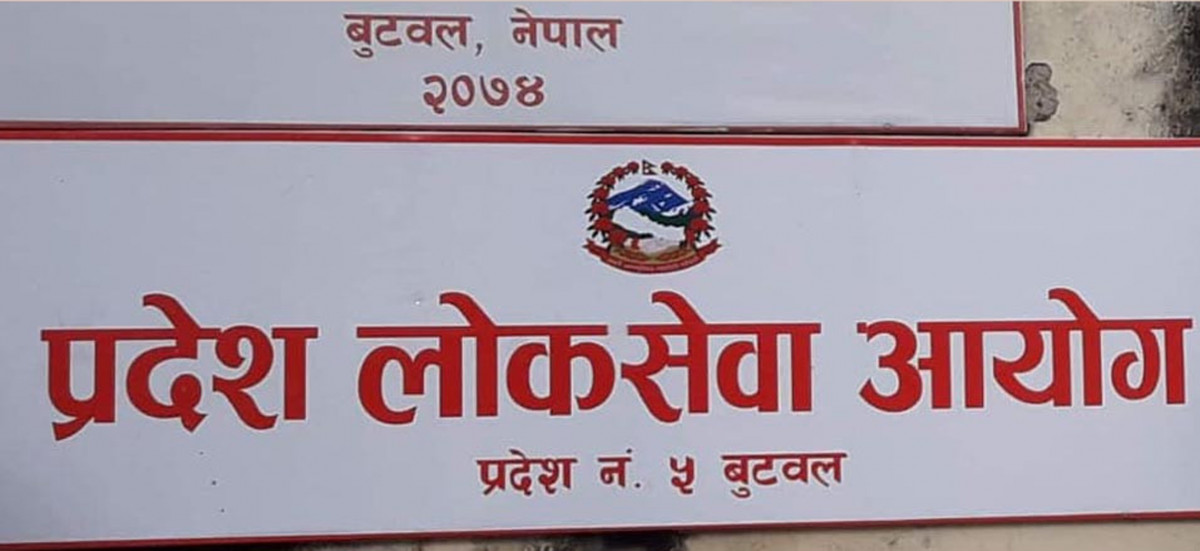 बुटवल, नेपाल
२०७४
प्रदेश लोकसेवा आयोग
प्रदेश नं. ५ बुटवल